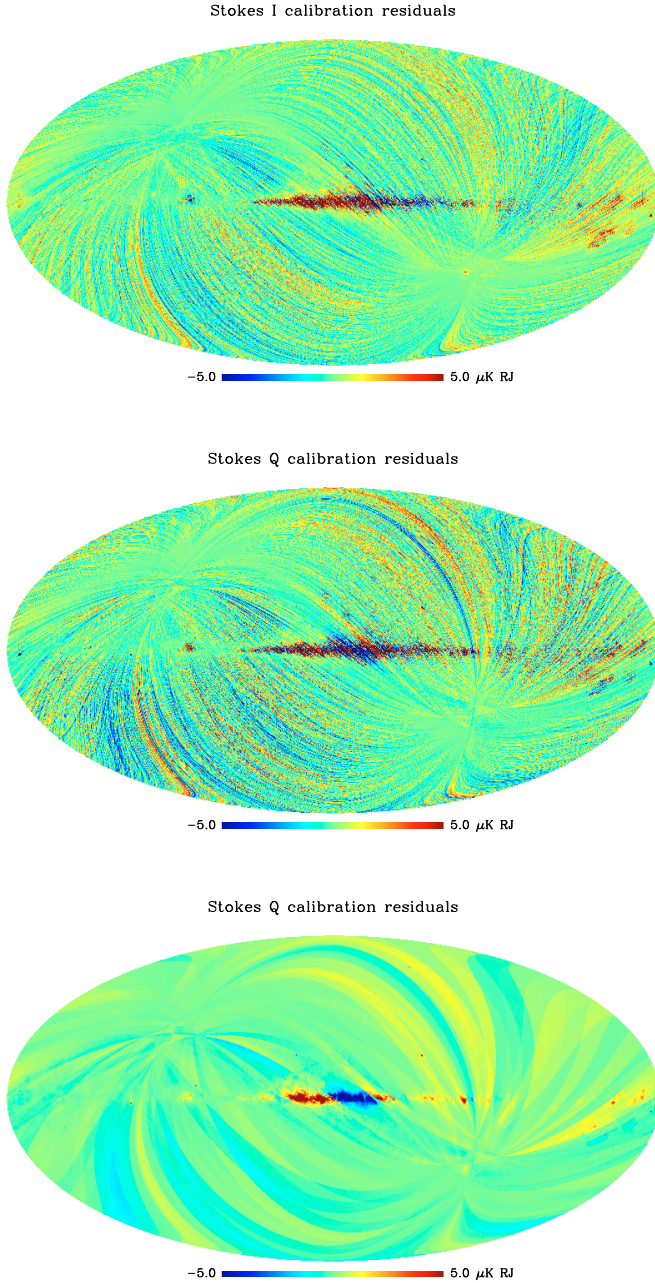 Stokes I calibration residuals
−5.0 5.0 μK RJ
Stokes Q calibration residuals
−5.0 5.0 μK RJ
Stokes Q calibration residuals
−5.0 5.0 μK RJ